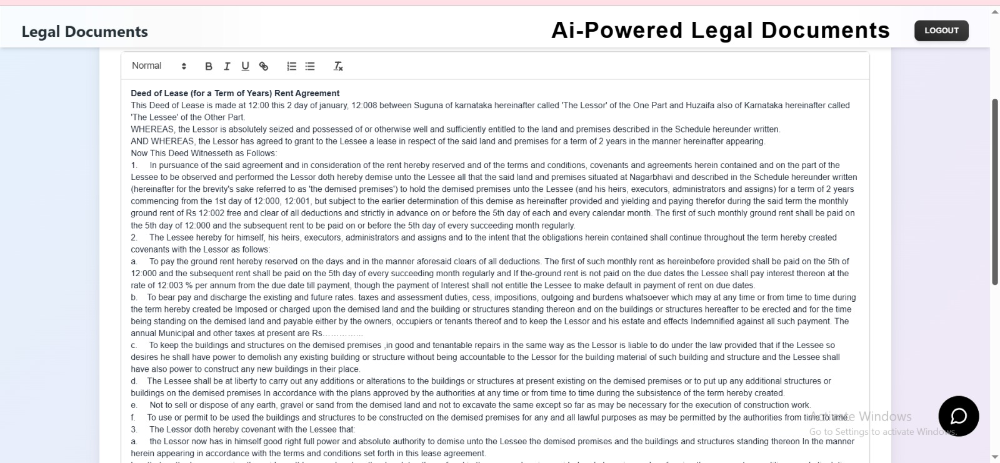 Legal Documents
Ai-Powered Legal Documents
LOGOUT
Normal
Deed of Lease (for a Term of Years) Rent Agreement
This Deed of Lease is made at 12:00 this 2 day of january, 12:008 between Suguna of karnataka hereinafter called 'The Lessor' of the One Part and Huzaifa also of Karnataka hereinafter called
'The Lessee' of the Other Part.
WHEREAS, the Lessor is absolutely seized and possessed of or otherwise well and sufficiently entitled to the land and premises described in the Schedule hereunder written.
AND WHEREAS, the Lessor has agreed to grant to the Lessee a lease in respect of the said land and premises for a term of 2 years in the manner hereinafter appearing.
Now This Deed Witnesseth as Follows:
1. In pursuance of the said agreement and in consideration of the rent hereby reserved and of the terms and conditions, covenants and agreements herein contained and on the part of the
Lessee to be observed and performed the Lessor doth hereby demise unto the Lessee all that the said land and premises situated at Nagarbhavi and described in the Schedule hereunder written
(hereinafter for the brevity's sake referred to as 'the demised premises') to hold the demised premises unto the Lessee (and his heirs, executors, administrators and assigns) for a term of 2 years
commencing from the 1st day of 12:000, 12:001, but subject to the earlier determination of this demise as hereinafter provided and yielding and paying therefor during the said term the monthly
ground rent of Rs 12:002 free and clear of all deductions and strictly in advance on or before the 5th day of each and every calendar month. The first of such monthly ground rent shall be paid on
the 5th day of 12:000 and the subsequent rent to be paid on or before the 5th day of every succeeding month regularly.
2. The Lessee hereby for himself, his heirs, executors, administrators and assigns and to the intent that the obligations herein contained shall continue throughout the term hereby created
covenants with the Lessor as follows:
a. To pay the ground rent hereby reserved on the days and in the manner aforesaid clears of all deductions. The first of such monthly rent as hereinbefore provided shall be paid on the 5th of
12:000 and the subsequent rent shall be paid on the 5th day of every succeeding month regularly and If the-ground rent is not paid on the due dates the Lessee shall pay interest thereon at the
rate of 12:003 % per annum from the due date till payment, though the payment of Interest shall not entitle the Lessee to make default in payment of rent on due dates.
b. To bear pay and discharge the existing and future rates. taxes and assessment duties, cess, impositions, outgoing and burdens whatsoever which may at any time or from time to time during
the term hereby created be Imposed or charged upon the demised land and the building or structures standing thereon and on the buildings or structures hereafter to be erected and for the time
being standing on the demised land and payable either by the owners, occupiers or tenants thereof and to keep the Lessor and his estate and effects Indemnified against all such payment. The
annual Municipal and other taxes at present are Rs…………...
c. To keep the buildings and structures on the demised premises ,in good and tenantable repairs in the same way as the Lessor is liable to do under the law provided that if the Lessee so
desires he shall have power to demolish any existing building or structure without being accountable to the Lessor for the building material of such building and structure and the Lessee shall
have also power to construct any new buildings in their place.
d. The Lessee shall be at liberty to carry out any additions or alterations to the buildings or structures at present existing on the demised premises or to put up any additional structures or
buildings on the demised premises In accordance with the plans approved by the authorities at any time or from time to time during the subsistence of the term hereby created.
e. Not to sell or dispose of any earth, gravel or sand from the demised land and not to excavate the same except so far as may be necessary for the execution of construction work.
f. To use or permit to be used the buildings and structures to be constructed on the demised premises for any and all lawful purposes as may be permitted by the authorities from time to time.
3. The Lessor doth hereby covenant with the Lessee that:
a. the Lessor now has in himself good right full power and absolute authority to demise unto the Lessee the demised premises and the buildings and structures standing thereon In the manner
herein appearing in accordance with the terms and conditions set forth in this lease agreement.
Activate Windows
Go to Settings to activate Windows.